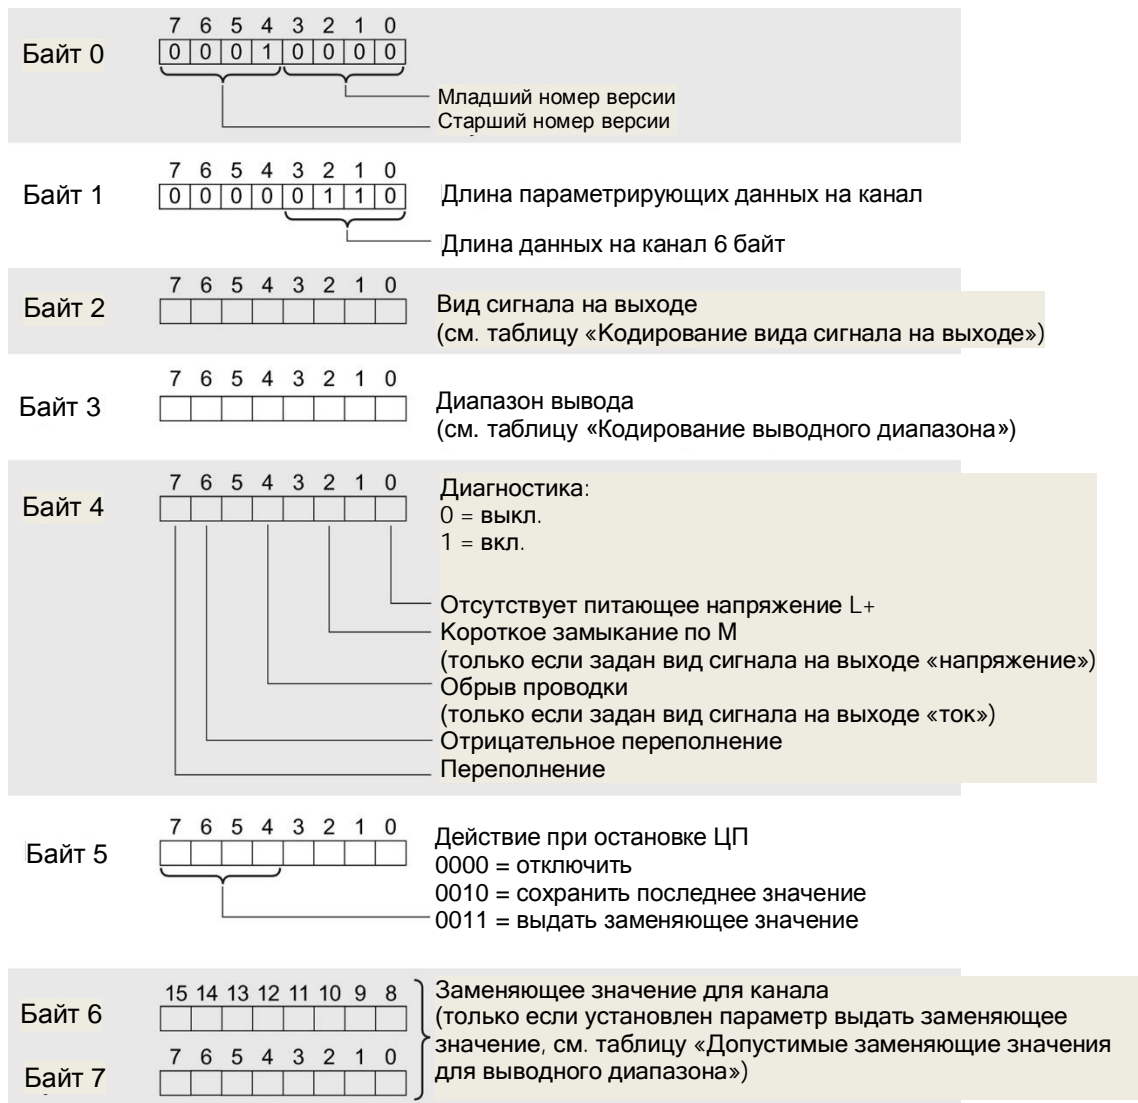 7 6 5 4 3 2 1 0
Байт 0
0 0 0 1 0 0 0 0
Младший номер версии
Старший номер версии
7 6 5 4 3 2 1 0
Байт 1
0 0 0 0 0 1 1 0
Длина параметрирующих данных на канал
Длина данных на канал 6 байт
7 6 5 4 3 2 1 0
Байт 2
Вид сигнала на выходе
(см. таблицу «Кодирование вида сигнала на выходе»)
7 6 5 4 3 2 1 0
Байт 3
Диапазон вывода
(см. таблицу «Кодирование выводного диапазона»)
7 6 5 4 3 2 1 0
Байт 4
Диагностика:
0 = выкл.
1 = вкл.
Отсутствует питающее напряжение L+
Короткое замыкание по M
(только если задан вид сигнала на выходе «напряжение»)
Обрыв проводки
(только если задан вид сигнала на выходе «ток»)
Отрицательное переполнение
Переполнение
7 6 5 4 3 2 1 0
Байт 5
Действие при остановке ЦП
0000 = отключить
0010 = сохранить последнее значение
0011 = выдать заменяющее значение
15 14 13 12 11 10 9 8
Байт 6
Заменяющее значение для канала
(только если установлен параметр выдать заменяющее
значение, см. таблицу «Допустимые заменяющие значения
для выводного диапазона»)
7 6 5 4 3 2 1 0
Байт 7